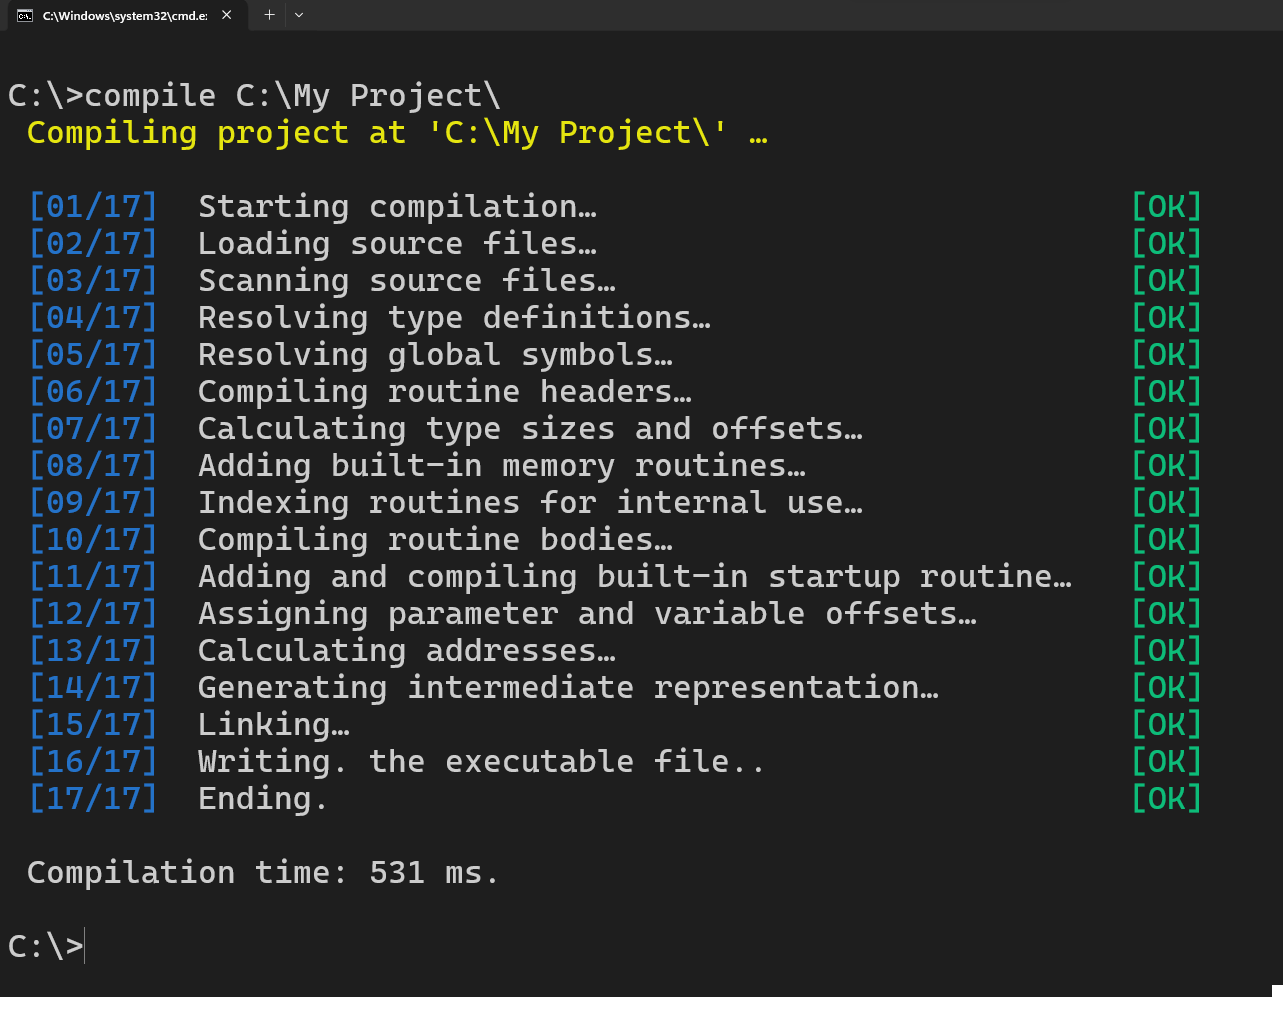 C:\Windows\system32\cmd.e:
C:\>compile C:\My Project\
Compiling project at 'C:\My Project\' …
[01/17] Starting compilation… [OK]
[02/17] Loading source files… [OK]
[03/17] Scanning source files… [OK]
[04/17] Resolving type definitions… [OK]
[05/17] Resolving global symbols… [OK]
[06/17] Compiling routine headers… [OK]
[07/17] Calculating type sizes and offsets… [OK]
[08/17] Adding built-in memory routines… [OK]
[09/17] Indexing routines for internal use… [OK]
[10/17] Compiling routine bodies… [OK]
[11/17] Adding and compiling built-in startup routine… [OK]
[12/17] Assigning parameter and variable offsets… [OK]
[13/17] Calculating addresses… [OK]
[14/17] Generating intermediate representation… [OK]
[15/17] Linking… [OK]
[16/17] Writing. the executable file.. [OK]
[17/17] Ending. [OK]
Compilation time: 531 ms.
C:\>